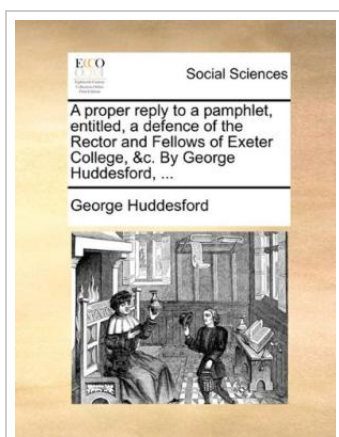 ECCO
Social Sciences
A proper reply to a pamphlet,
entitled, a defence of the
Rector and Fellows of Exeter
College, &c. By George
Huddesford, ...
George Huddesford